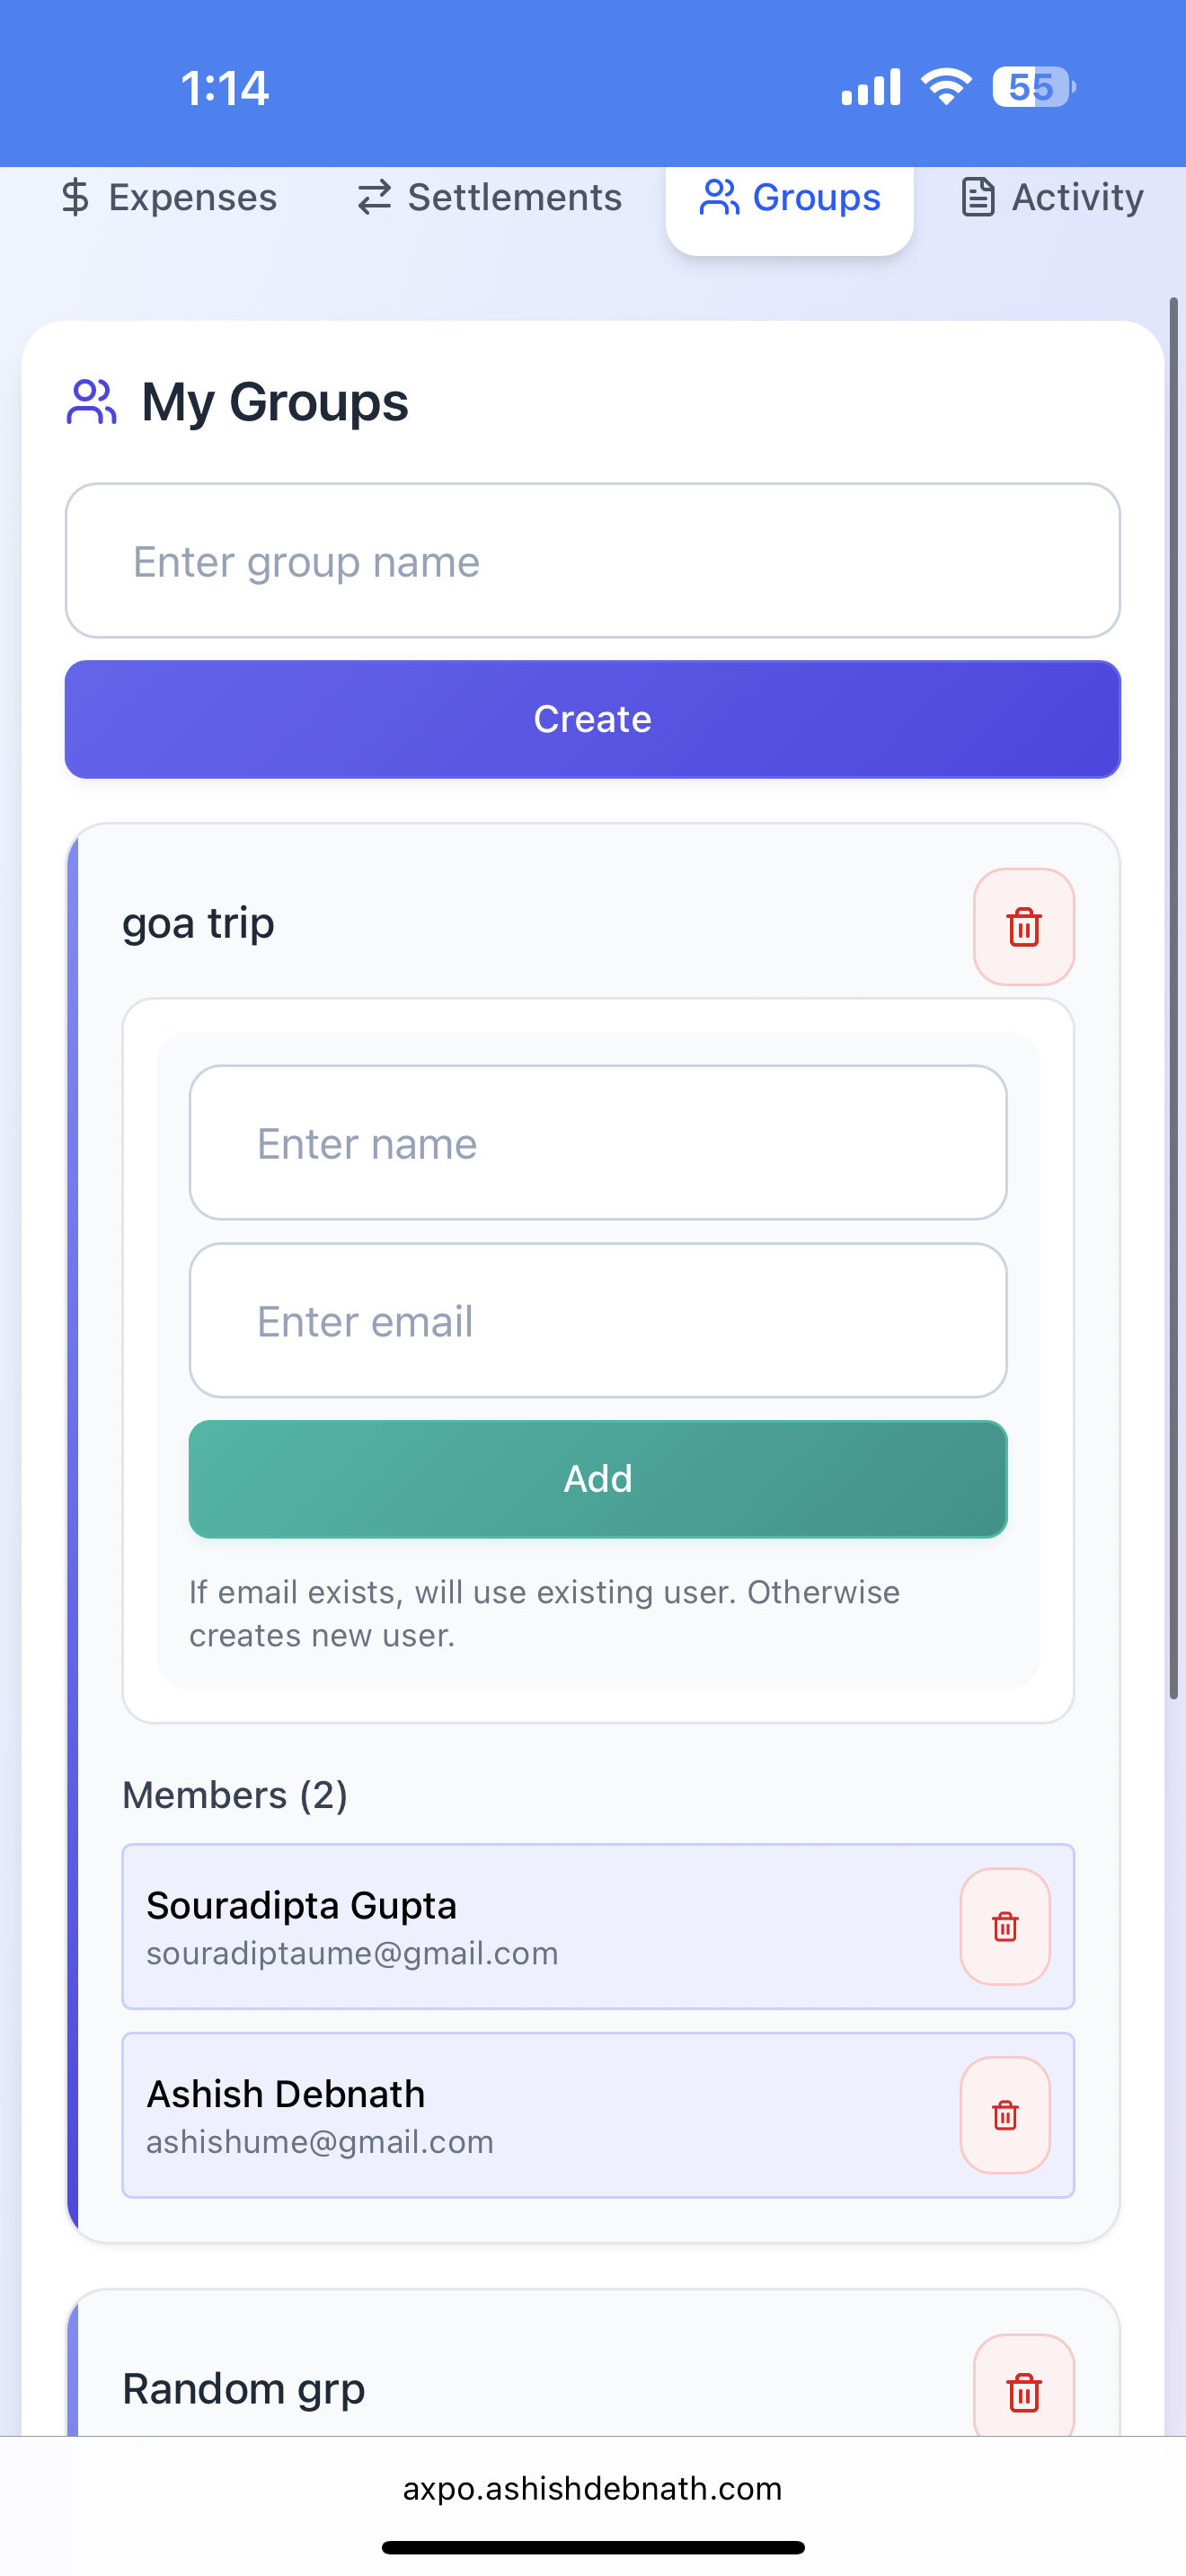 1:14
55
Expenses
Settlements
Groups
Activity
My Groups
Enter group name
Create
goa trip
Enter name
Enter email
Add
If email exists, will use existing user. Otherwise
creates new user.
Members (2)
Souradipta Gupta
souradiptaume@gmail.com
Ashish Debnath
ashishume@gmail.com
Random grp
axpo.ashishdebnath.com